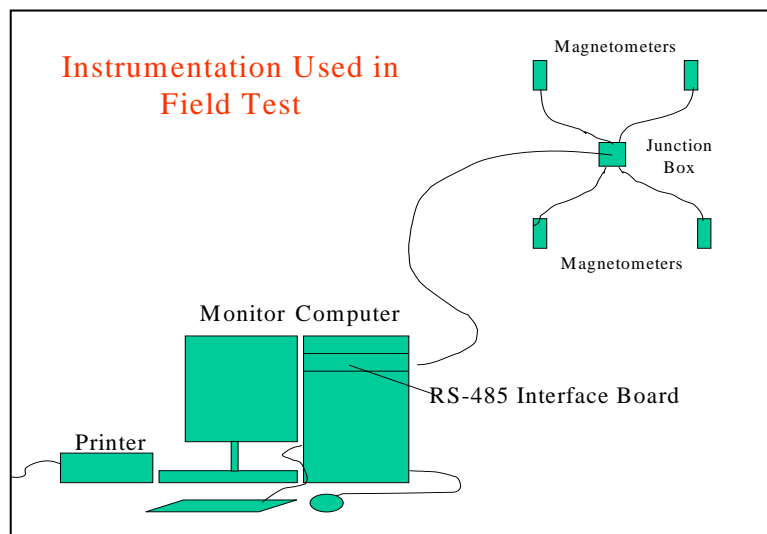 Instrumentation Used in
Field Test
Magnetometers
Junction
Box
Magnetometers
Monitor Computer
RS-485 Interface Board
Printer